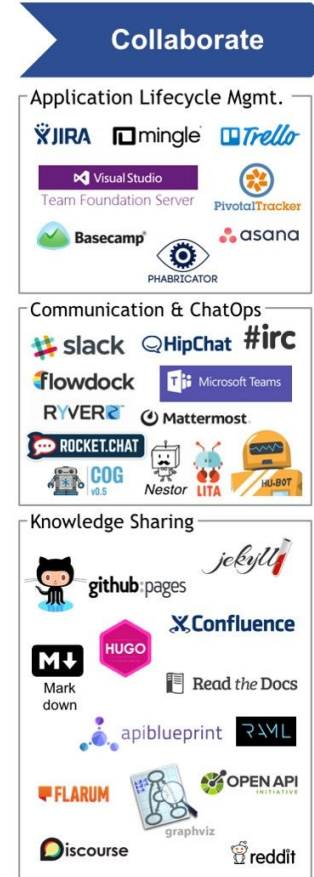 Collaborate
Application Lifecycle Mgmt.
JIRA mingle Trello
Visual Studio
Team Foundation Server
PivotalTracker
Basecamp
asana
PHABRICATOR
Communication & ChatOps
slack HipChat #irc
flowdock Microsoft Teams
RYVER Mattermost
ROCKET.CHAT
COG
v0.5
Nestor LITA HU-BOT
Knowledge Sharing
jekyll
github:pages
Confluence
HUGO
M
Mark
down
Read the Docs
apiblueprint RAML
FLARUM
OPEN API
INITIATIVE
graphviz
Discourse reddit